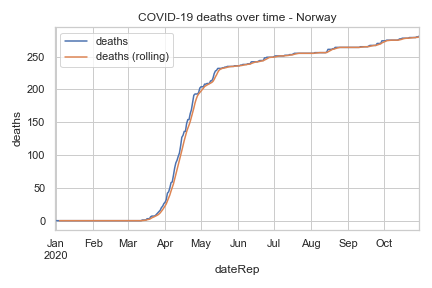 COVID-19 deaths over time - Norway
deaths
deaths (rolling)
250
200
150
100
50
0
deaths
Jan Feb Mar Apr May Jun Jul Aug Sep Oct
2020
dateRep